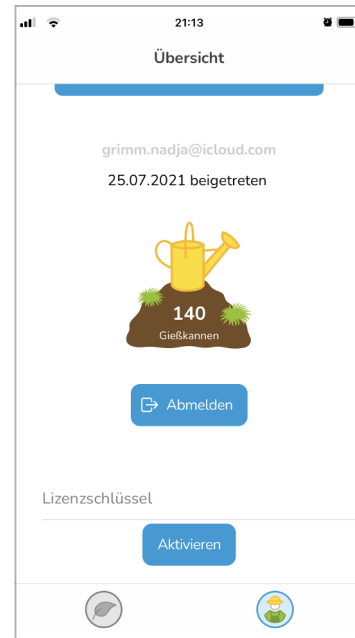 21:13
Übersicht
grimm.nadja@icloud.com
25.07.2021 beigetreten
140
Gießkannen
Abmelden
Lizenzschlüssel
Aktivieren